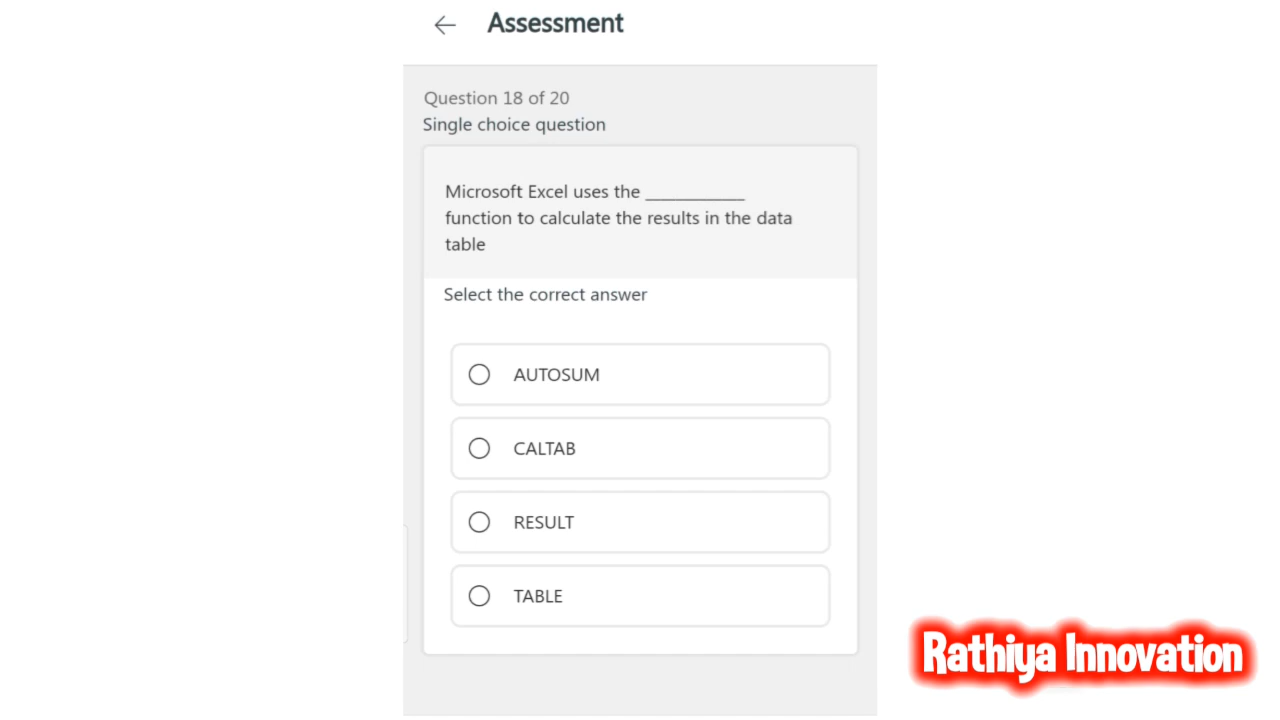 Assessment
Question 18 of 20
Single choice question
Microsoft Excel uses the ___________
function to calculate the results in the data
table
Select the correct answer
AUTOSUM
CALTAB
RESULT
TABLE
Rathiya Innovation